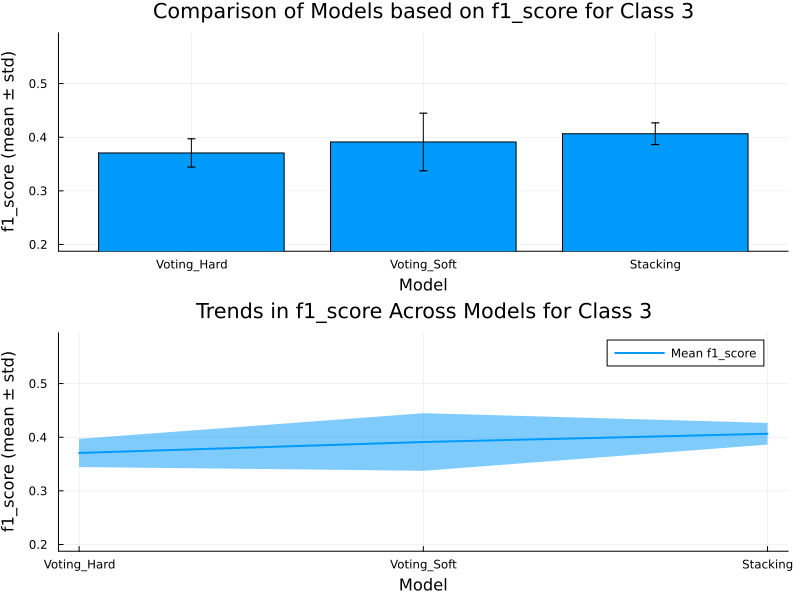 Comparison of Models based on f1_score for Class 3
f1_score (mean ± std)
0.5
0.4
0.3
0.2
Voting_Hard Voting_Soft Stacking
Model
Trends in f1_score Across Models for Class 3
f1_score (mean ± std)
Mean f1_score
0.5
0.4
0.3
0.2
Voting_Hard Voting_Soft Stacking
Model